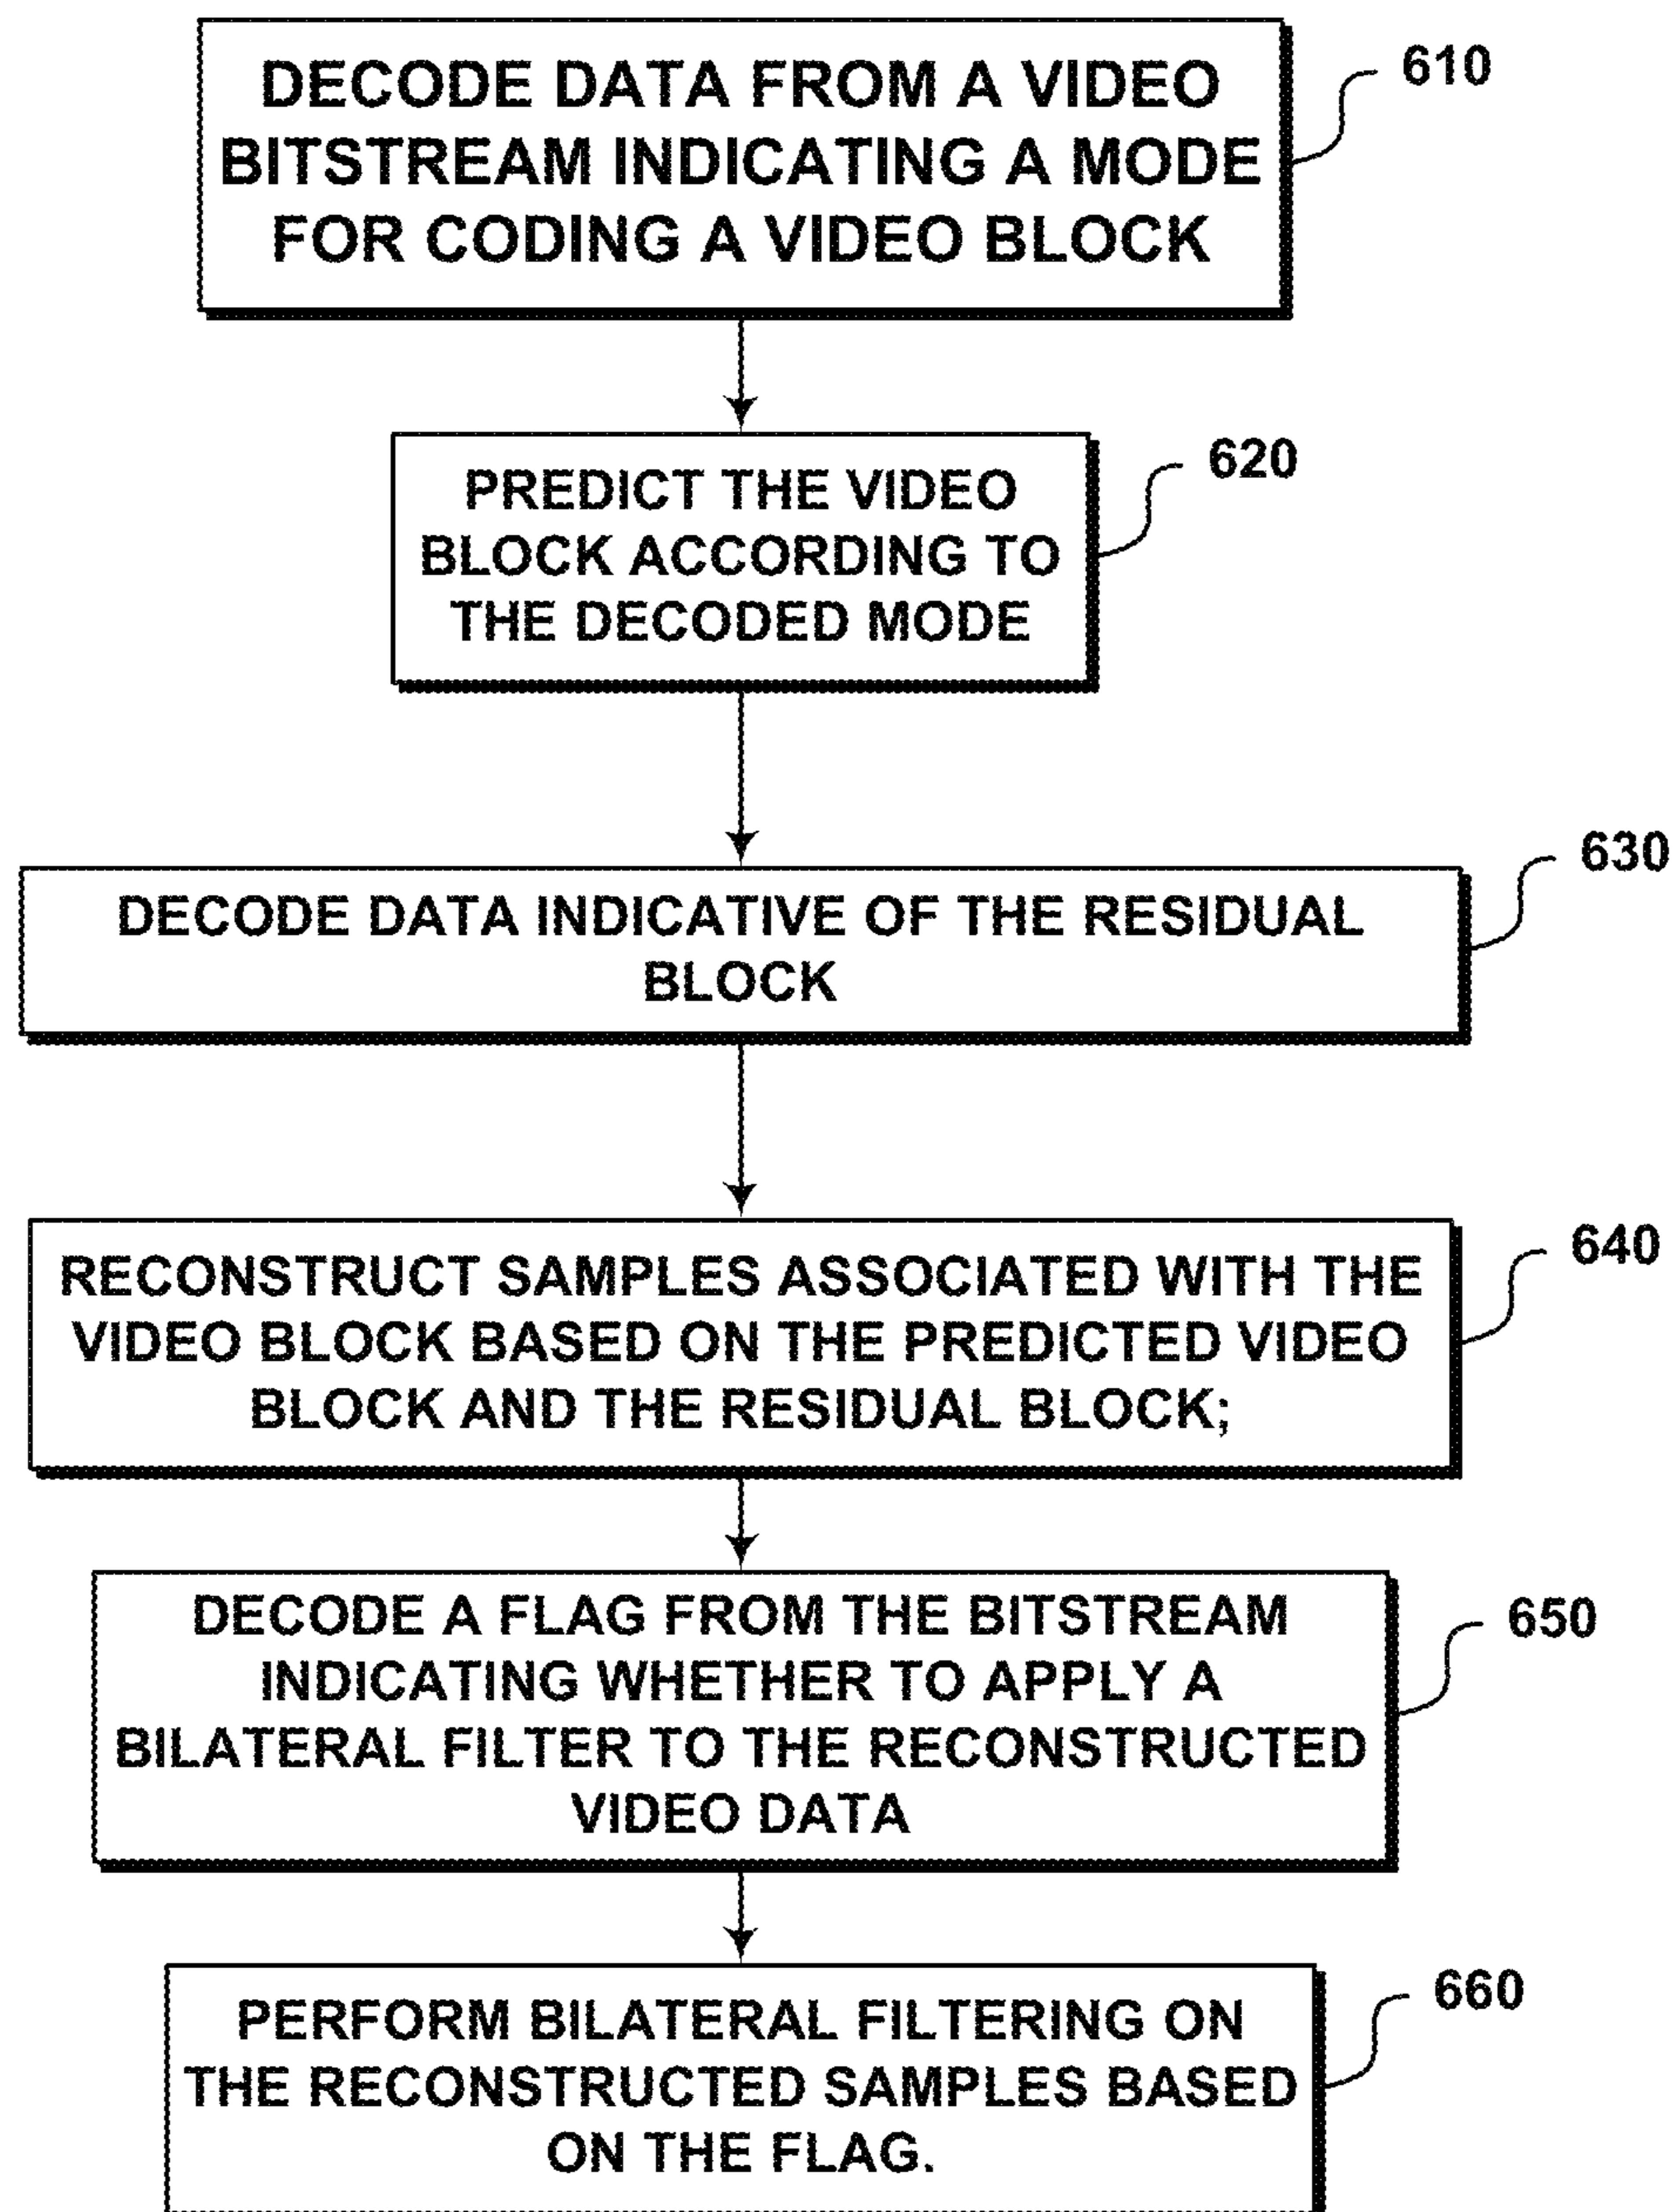 DECODE DATA FROM A VIDEO
BITSTREAM INDICATING A MODE
FOR CODING A VIDEO BLOCK
610
PREDICT THE VIDEO
BLOCK ACCORDING TO
THE DECODED MODE
620
DECODE DATA INDICATIVE OF THE RESIDUAL
BLOCK
630
RECONSTRUCT SAMPLES ASSOCIATED WITH THE
VIDEO BLOCK BASED ON THE PREDICTED VIDEO
BLOCK AND THE RESIDUAL BLOCK;
640
DECODE A FLAG FROM THE BITSTREAM
INDICATING WHETHER TO APPLY A
BILATERAL FILTER TO THE RECONSTRUCTED
VIDEO DATA
650
PERFORM BILATERAL FILTERING ON
THE RECONSTRUCTED SAMPLES BASED
ON THE FLAG.
660